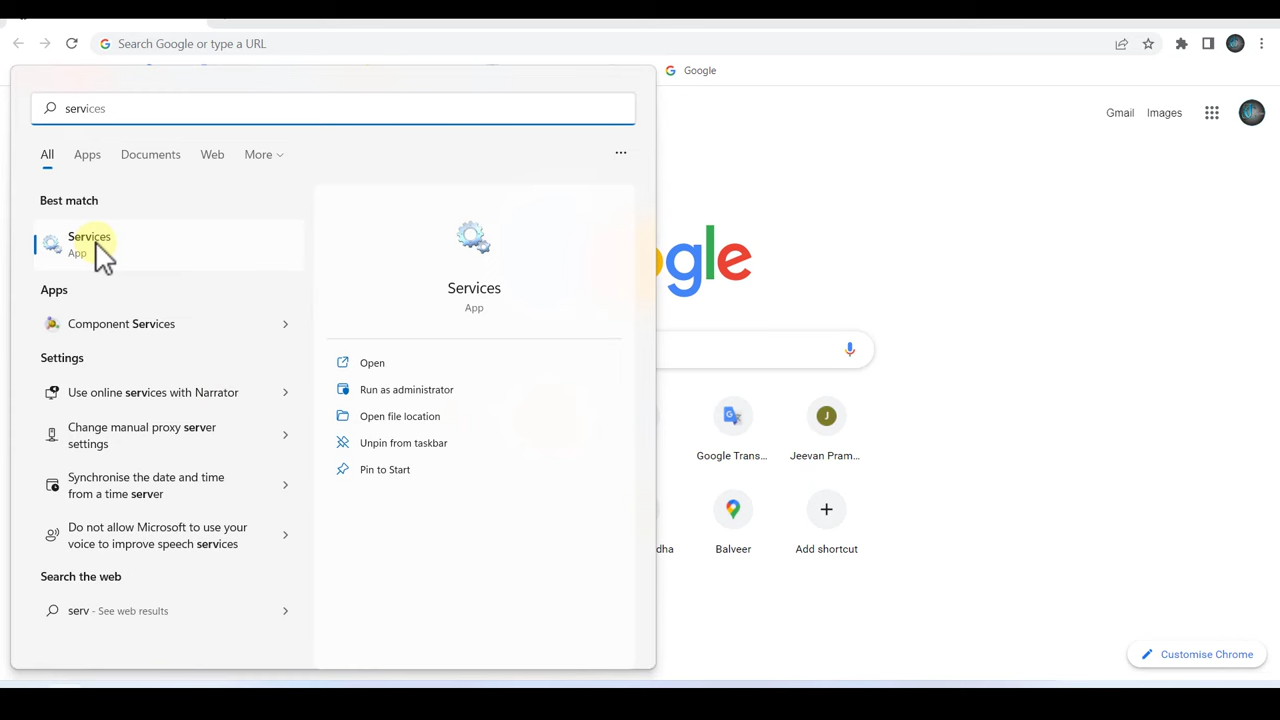 Search Google or type a URL
Google
services
Gmail
Images
All
Apps
Documents
Web
More
Best match
Services
App
Apps
Component Services
Settings
Use online services with Narrator
Change manual proxy server
settings
Synchronise the date and time
from a time server
Do not allow Microsoft to use your
voice to improve speech services
Search the web
serv - See web results
Services
App
Open
Run as administrator
Open file location
Unpin from taskbar
Pin to Start
gle
Google Trans...
Jeevan Pram...
dha
Balveer
Add shortcut
Customise Chrome